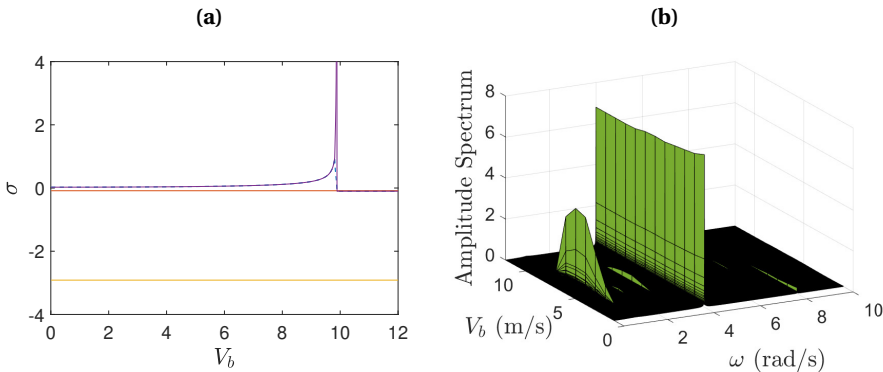 (a)
(b)
4
2
0
-2
-4
σ
0 2 4 6 8 10 12
V_b
8
6
4
2
0
Amplitude Spectrum
10
5
0
V_b (m/s)
2 4 6 8 10
ω (rad/s)